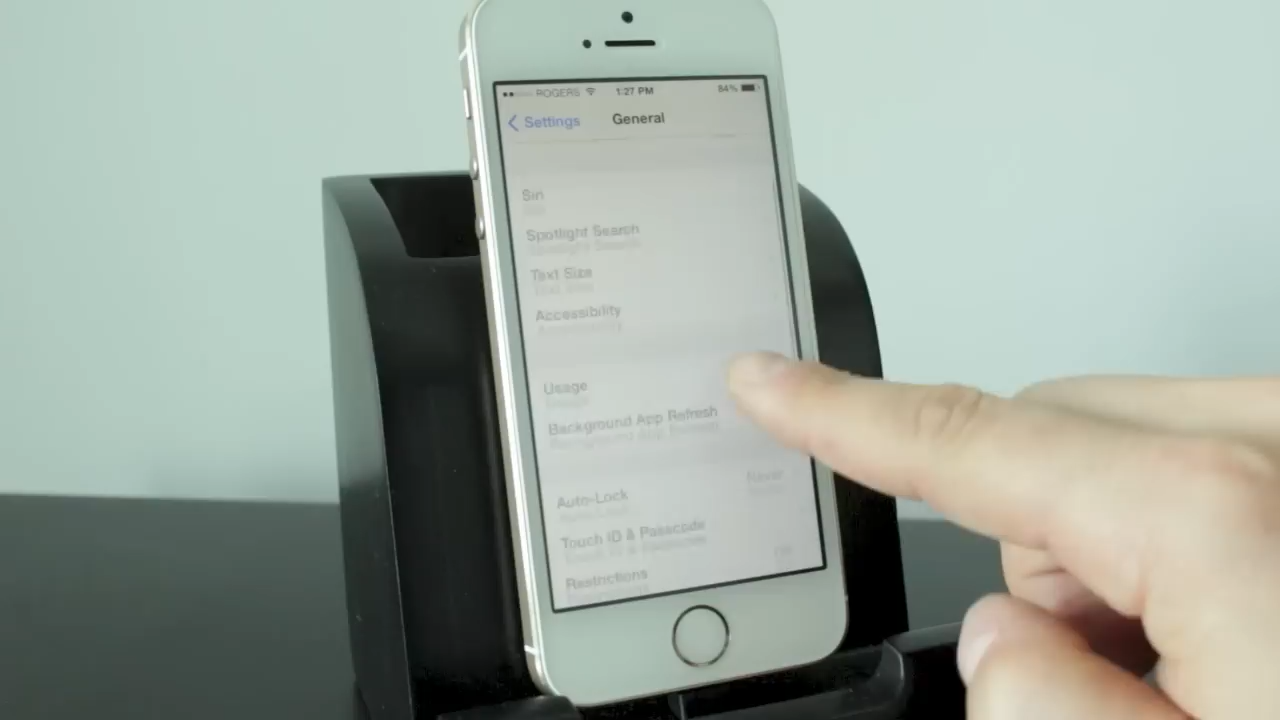 ROGERS 1:27 PM 84%
Settings General
Siri
Spotlight Search
Text Size
Accessibility
Usage
Background App Refresh
Auto-Lock Never
Touch ID & Passcode
Restrictions Off